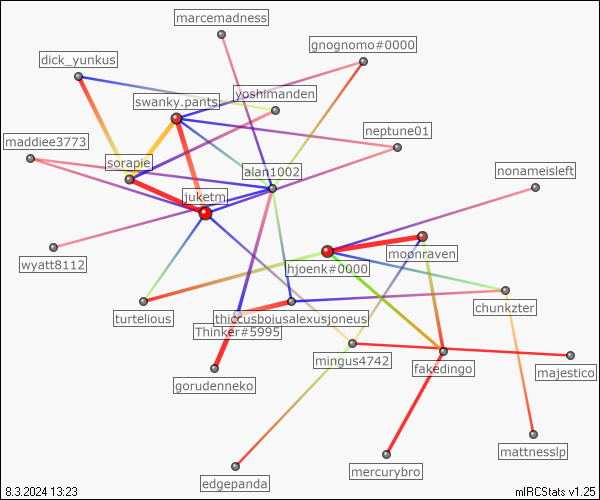 marcemadness
gnognomo#0000
dick_yunkus
yoshimanden
swanky.pants
neptune01
maddiee3773
sorapie
alan1002
nonameisleft
juketm
moonraven
wyatt8112
hjoenk#0000
chunkzter
turtelious
thiccusboiusalexusjoneus
Thinker#5995
mingus4742
fakedingo
majestico
gorudenneko
mattnesslp
mercurybro
edgepanda
8.3.2024 13:23
mIRCStats v1.25